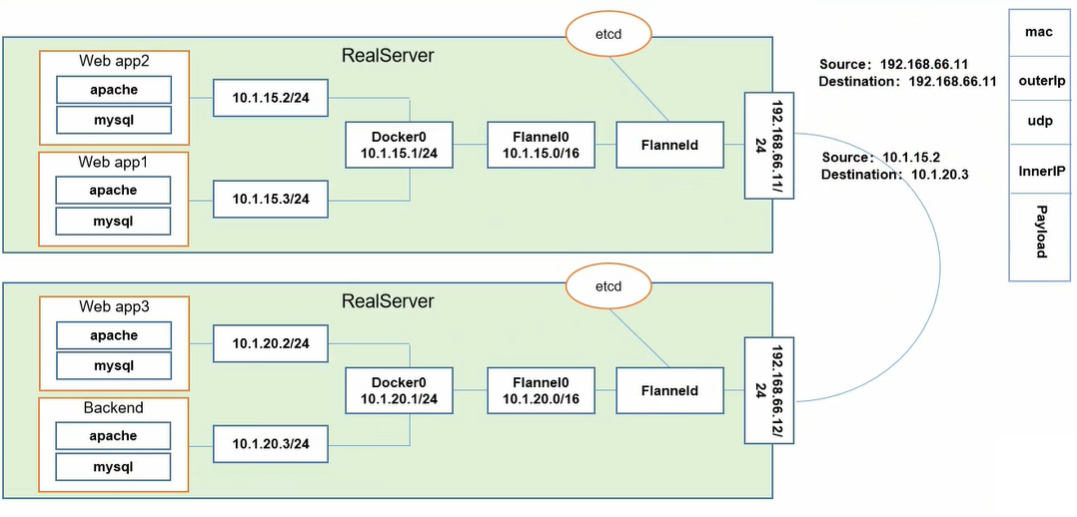 etcd
RealServer
Web app2
apache
mysql
10.1.15.2/24
Web app1
apache
mysql
10.1.15.3/24
Docker0
10.1.15.1/24
Flannel0
10.1.15.0/16
Flanneld
192.168.66.11/
24
Source：192.168.66.11
Destination：192.168.66.11
Source：10.1.15.2
Destination：10.1.20.3
mac
outerIp
udp
InnerIP
Payload
etcd
RealServer
Web app3
apache
mysql
10.1.20.2/24
Backend
apache
mysql
10.1.20.3/24
Docker0
10.1.20.1/24
Flannel0
10.1.20.0/16
Flanneld
192.168.66.12/
24